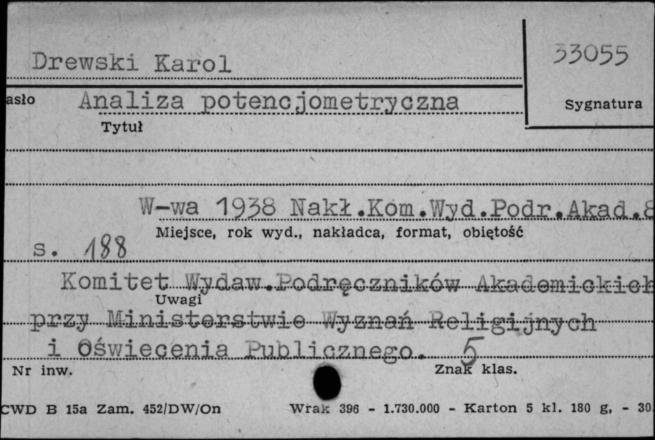 Drewski Karol
33055
asło Analiza potencjometryczna
Sygnatura
Tytuł
W-wa 1938 Nakł.Kom.Wyd.Podr.Akad.8
Miejsce, rok wyd., nakładca, format, objętość
s. 188
Komitet Wydaw.Podręczników Akademickich
Uwagi
przy Ministerstwie Wyznań Religijnych
i Oświecenia Publicznego. 5
Nr inw. Znak klas.
CWD B 15a Zam. 452/DW/On Wrak 396 - 1.730.000 - Karton 5 kl. 180 g. - 30